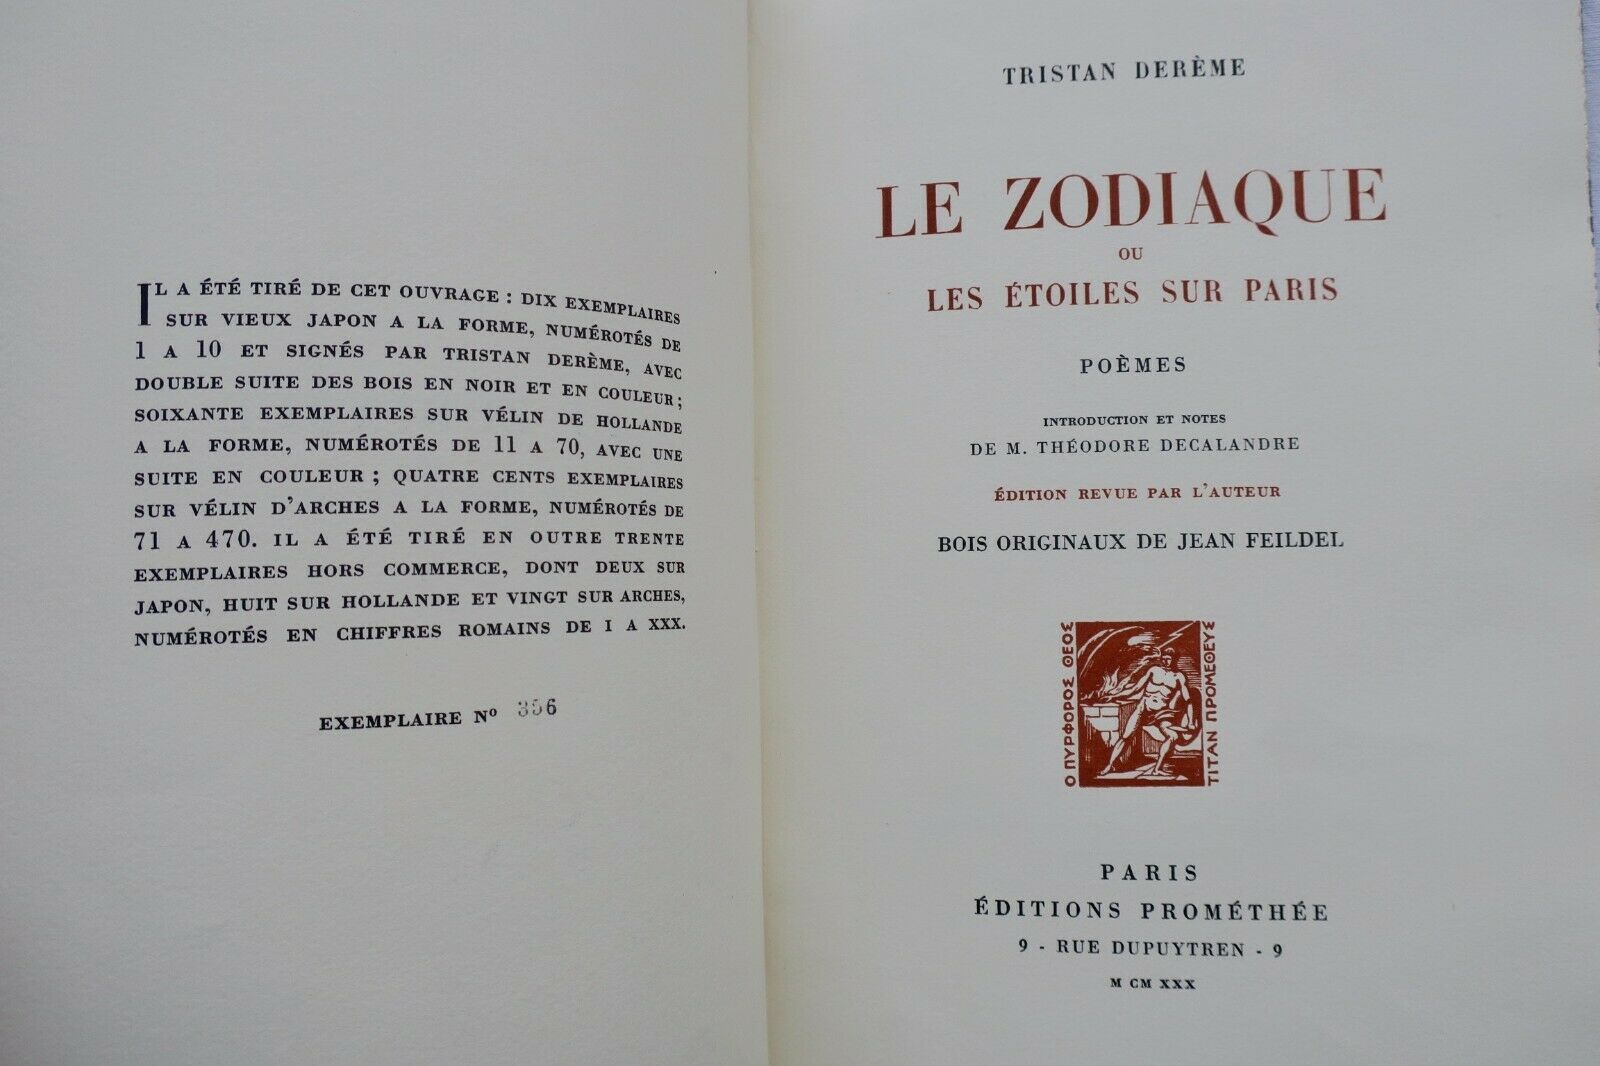 IL A ÉTÉ TIRÉ DE CET OUVRAGE : DIX EXEMPLAIRES
SUR VIEUX JAPON A LA FORME, NUMÉROTÉS DE
1 A 10 ET SIGNÉS PAR TRISTAN DERÈME, AVEC
DOUBLE SUITE DES BOIS EN NOIR ET EN COULEUR ;
SOIXANTE EXEMPLAIRES SUR VÉLIN DE HOLLANDE
A LA FORME, NUMÉROTÉS DE 11 A 70, AVEC UNE
SUITE EN COULEUR ; QUATRE CENTS EXEMPLAIRES
SUR VÉLIN D'ARCHES A LA FORME, NUMÉROTÉS DE
71 A 470. IL A ÉTÉ TIRÉ EN OUTRE TRENTE
EXEMPLAIRES HORS COMMERCE, DONT DEUX SUR
JAPON, HUIT SUR HOLLANDE ET VINGT SUR ARCHES,
NUMÉROTÉS EN CHIFFRES ROMAINS DE I A XXX.
EXEMPLAIRE Nº
TRISTAN DERÈME
LE ZODIAQUE
OU
LES ÉTOILES SUR PARIS
POÈMES
INTRODUCTION ET NOTES
DE M. THÉODORE DECALANDRE
ÉDITION REVUE PAR L'AUTEUR
BOIS ORIGINAUX DE JEAN FEILDEL
Ο ΠΥΡΦΟΡΟΣ ΘΕΟΣ
ΤΙΤΑΝ ΠΡΟΜΕΘΕΥΣ
PARIS
ÉDITIONS PROMÉTHÉE
9 - RUE DUPUYTREN - 9
M CM XXX